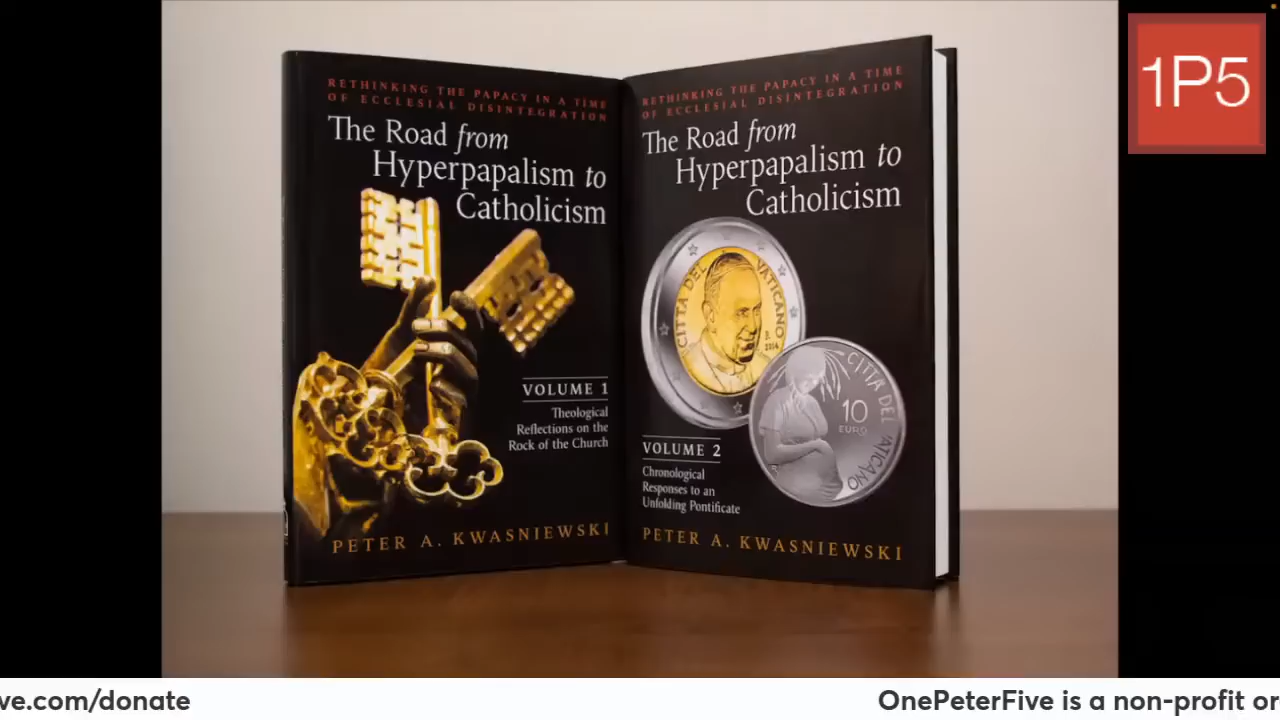 RETHINKING THE PAPACY IN A TIME
OF ECCLESIAL DISINTEGRATION
The Road from
Hyperpapalism to
Catholicism
VOLUME 1
Theological
Reflections on the
Rock of the Church
PETER A. KWASNIEWSKI
RETHINKING THE PAPACY IN A TIME
OF ECCLESIAL DISINTEGRATION
The Road from
Hyperpapalism to
Catholicism
CITTÀ DEL VATICANO
2014
CITTÀ DEL VATICANO
10
EURO
VOLUME 2
Chronological
Responses to an
Unfolding Pontificate
PETER A. KWASNIEWSKI
1P5
ve.com/donate
OnePeterFive is a non-profit or